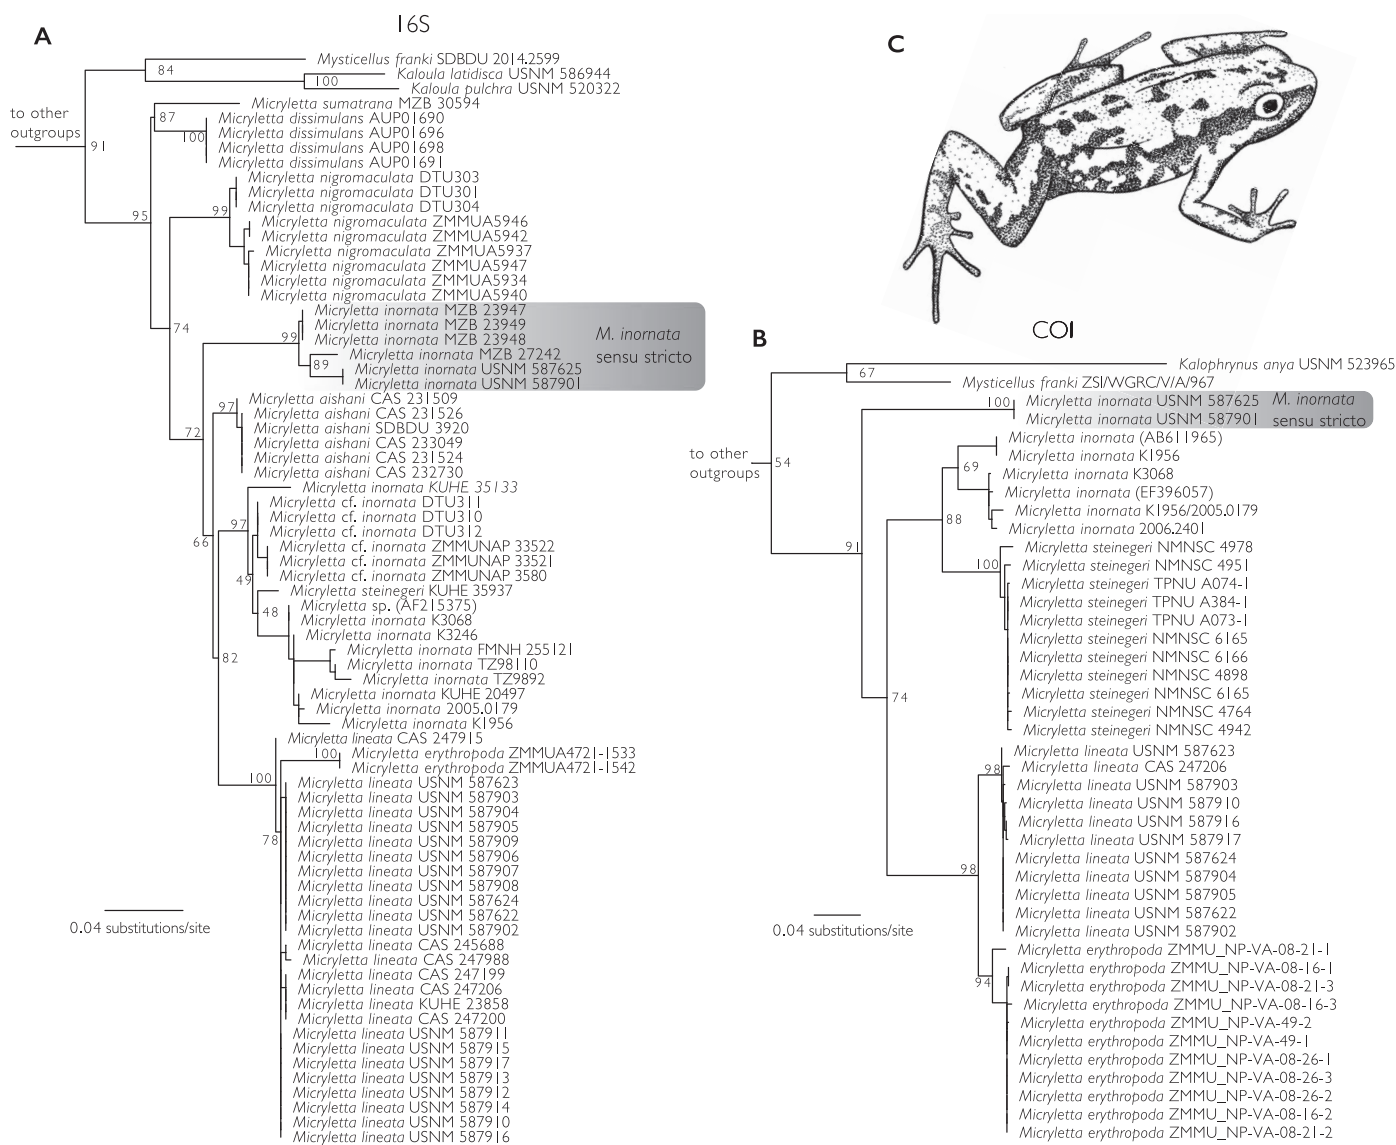 A
16S
Mysticellus franki SDBDU 2014.2599
84
Kaloula latidisca USNM 586944
100
Kaloula pulchra USNM 520322
to other
outgroups
91
Micryletta sumatrana MZB 30594
87
Micryletta dissimulans AUP01690
Micryletta dissimulans AUP01696
100
Micryletta dissimulans AUP01698
Micryletta dissimulans AUP01691
95
Micryletta nigromaculata DTU303
Micryletta nigromaculata DTU301
Micryletta nigromaculata DTU304
99
Micryletta nigromaculata ZMMUA5946
Micryletta nigromaculata ZMMUA5942
Micryletta nigromaculata ZMMUA5937
Micryletta nigromaculata ZMMUA5947
Micryletta nigromaculata ZMMUA5934
Micryletta nigromaculata ZMMUA5940
74
Micryletta inornata MZB 23947
Micryletta inornata MZB 23949
Micryletta inornata MZB 23948
99
Micryletta inornata MZB 27242
89
Micryletta inornata USNM 587625
Micryletta inornata USNM 587901
M. inornata
sensu stricto
72
Micryletta aishani CAS 231509
97
Micryletta aishani CAS 231526
Micryletta aishani SDBDU 3920
Micryletta aishani CAS 233049
Micryletta aishani CAS 231524
Micryletta aishani CAS 232730
66
Micryletta inornata KUHE 35133
97
Micryletta cf. inornata DTU311
Micryletta cf. inornata DTU310
Micryletta cf. inornata DTU312
Micryletta cf. inornata ZMMUNAP 33522
Micryletta cf. inornata ZMMUNAP 33521
Micryletta cf. inornata ZMMUNAP 3580
49
Micryletta steinegeri KUHE 35937
48
Micryletta sp. (AF215375)
Micryletta inornata K3068
Micryletta inornata K3246
Micryletta inornata FMNH 255121
Micryletta inornata TZ98110
Micryletta inornata TZ9892
Micryletta inornata KUHE 20497
Micryletta inornata 2005.0179
Micryletta inornata K1956
82
Micryletta lineata CAS 247915
100
Micryletta erythropoda ZMMUA4721-1533
Micryletta erythropoda ZMMUA4721-1542
100
Micryletta lineata USNM 587623
Micryletta lineata USNM 587903
Micryletta lineata USNM 587904
Micryletta lineata USNM 587905
78
Micryletta lineata USNM 587909
Micryletta lineata USNM 587906
Micryletta lineata USNM 587907
Micryletta lineata USNM 587908
Micryletta lineata USNM 587624
Micryletta lineata USNM 587622
Micryletta lineata USNM 587902
Micryletta lineata CAS 245688
Micryletta lineata CAS 247988
Micryletta lineata CAS 247199
Micryletta lineata CAS 247206
Micryletta lineata KUHE 23858
Micryletta lineata CAS 247200
Micryletta lineata USNM 587911
Micryletta lineata USNM 587915
Micryletta lineata USNM 587917
Micryletta lineata USNM 587913
Micryletta lineata USNM 587912
Micryletta lineata USNM 587914
Micryletta lineata USNM 587910
Micryletta lineata USNM 587916
0.04 substitutions/site
C
B
COI
Kalophrynus anya USNM 523965
67
Mysticellus franki ZSI/WGRC/V/A/967
100
Micryletta inornata USNM 587625
Micryletta inornata USNM 587901
M. inornata
sensu stricto
to other
outgroups
54
Micryletta inornata (AB611965)
Micryletta inornata K1956
69
Micryletta inornata K3068
Micryletta inornata (EF396057)
Micryletta inornata K1956/2005.0179
Micryletta inornata 2006.2401
88
91
100
Micryletta steinegeri NMNSC 4978
Micryletta steinegeri NMNSC 4951
Micryletta steinegeri TPNU A074-1
Micryletta steinegeri TPNU A384-1
Micryletta steinegeri TPNU A073-1
Micryletta steinegeri NMNSC 6165
Micryletta steinegeri NMNSC 6166
Micryletta steinegeri NMNSC 4898
Micryletta steinegeri NMNSC 6165
Micryletta steinegeri NMNSC 4764
Micryletta steinegeri NMNSC 4942
74
Micryletta lineata USNM 587623
98
Micryletta lineata CAS 247206
Micryletta lineata USNM 587903
Micryletta lineata USNM 587910
Micryletta lineata USNM 587916
Micryletta lineata USNM 587917
Micryletta lineata USNM 587624
Micryletta lineata USNM 587904
Micryletta lineata USNM 587905
Micryletta lineata USNM 587622
Micryletta lineata USNM 587902
98
Micryletta erythropoda ZMMU_NP-VA-08-21-1
Micryletta erythropoda ZMMU_NP-VA-08-16-1
94
Micryletta erythropoda ZMMU_NP-VA-08-21-3
Micryletta erythropoda ZMMU_NP-VA-08-16-3
Micryletta erythropoda ZMMU_NP-VA-49-2
Micryletta erythropoda ZMMU_NP-VA-49-1
Micryletta erythropoda ZMMU_NP-VA-08-26-1
Micryletta erythropoda ZMMU_NP-VA-08-26-3
Micryletta erythropoda ZMMU_NP-VA-08-26-2
Micryletta erythropoda ZMMU_NP-VA-08-16-2
Micryletta erythropoda ZMMU_NP-VA-08-21-2
0.04 substitutions/site